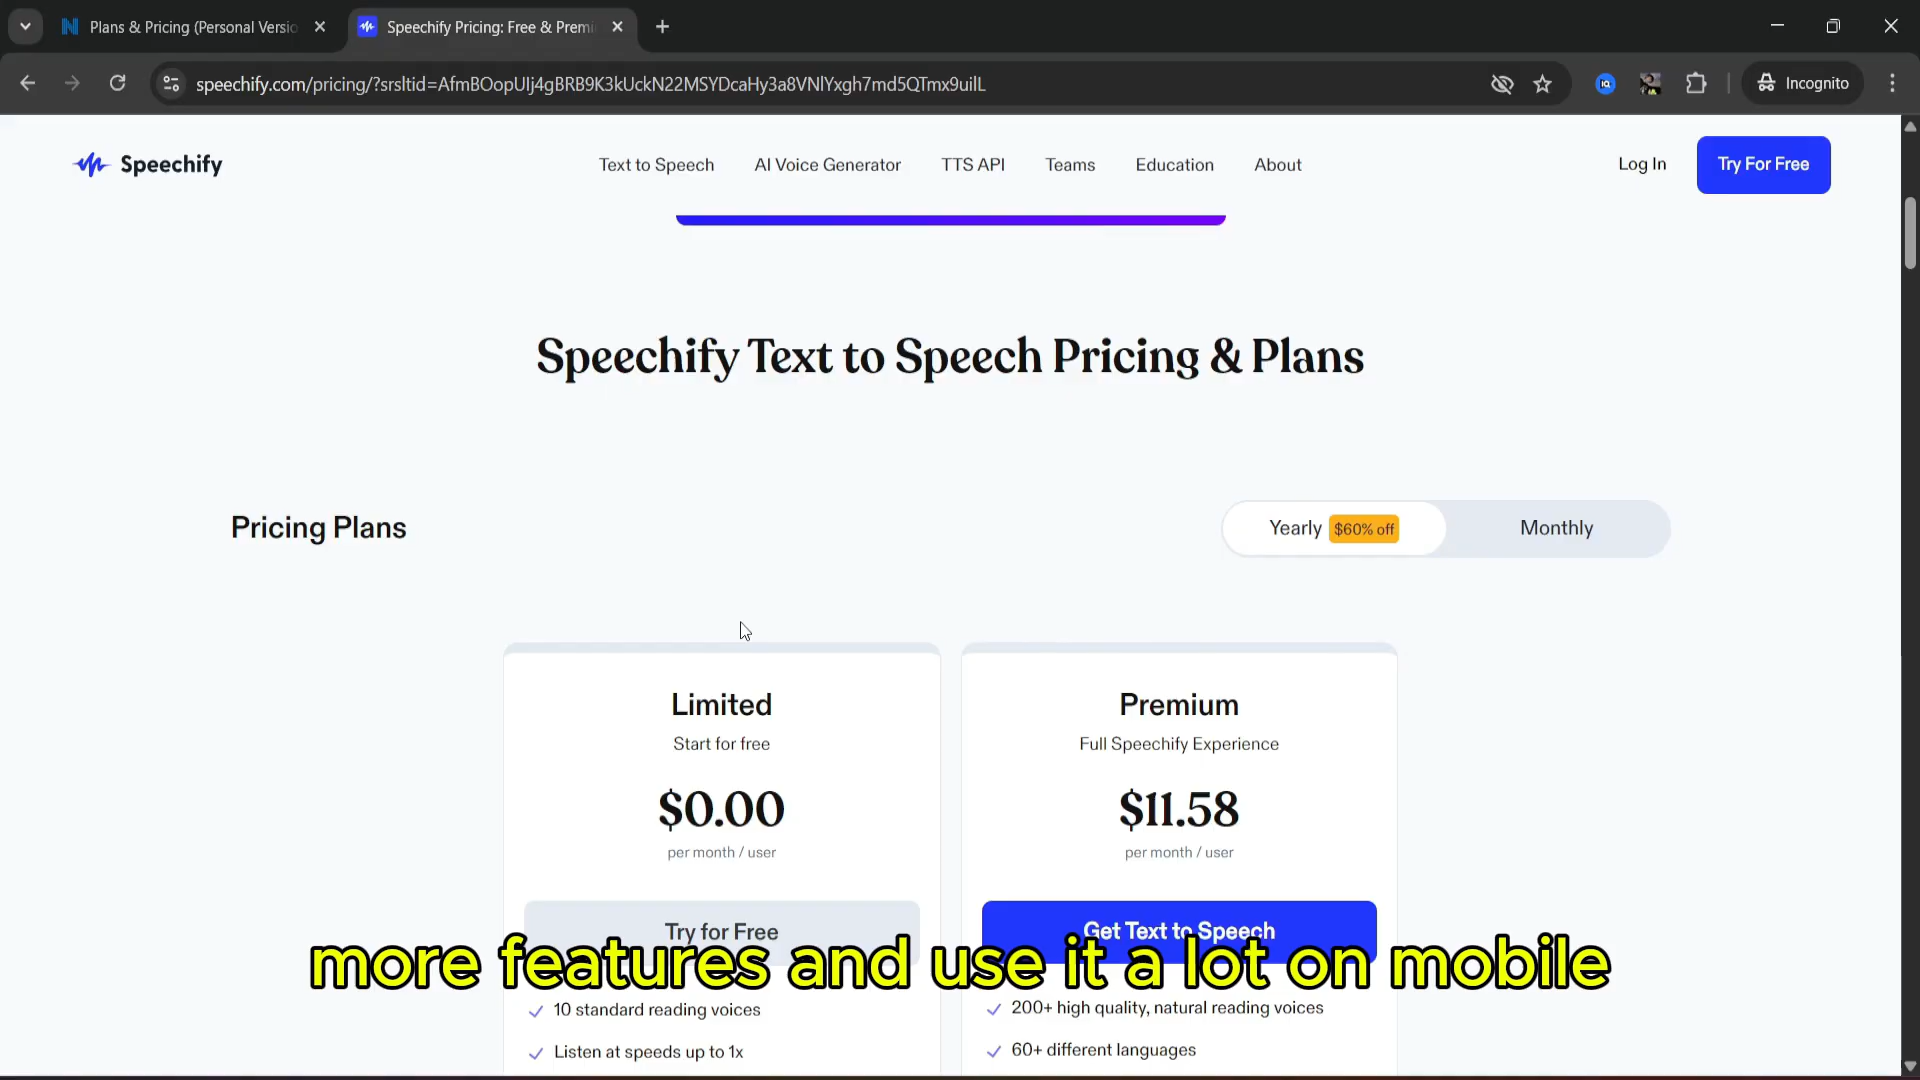 Plans & Pricing (Personal Versio
Speechify Pricing: Free & Premi
speechify.com/pricing/?srsltid=AfmBOopUIj4gBRB9K3kUckN22MSYDcaHy3a8VNlYxgh7md5QTmx9uilL
Incognito
Speechify
Text to Speech
AI Voice Generator
TTS API
Teams
Education
About
Log In
Try For Free
Speechify Text to Speech Pricing & Plans
Pricing Plans
Yearly $60% off
Monthly
Limited
Start for free
$0.00
per month / user
Try for Free
10 standard reading voices
Listen at speeds up to 1x
Premium
Full Speechify Experience
$11.58
per month / user
Get Text to Speech
200+ high quality, natural reading voices
60+ different languages
more features and use it a lot on mobile